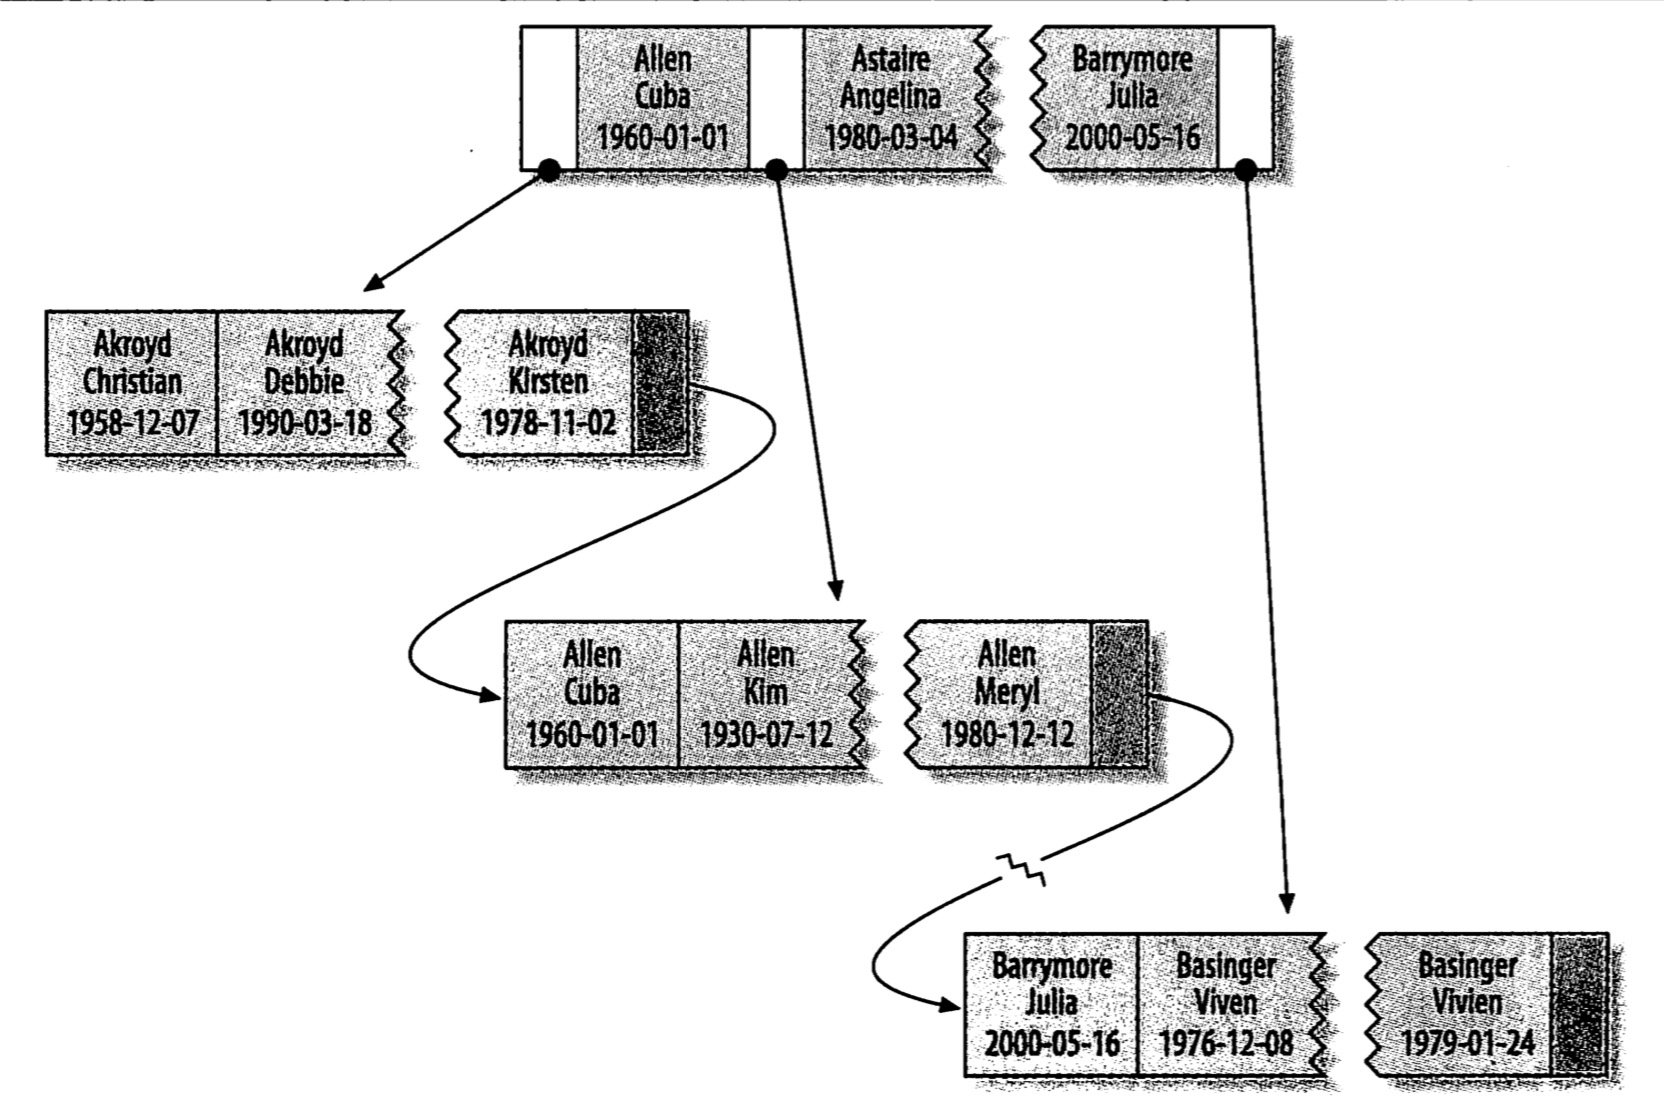 Allen
Cuba
1960-01-01
Astaire
Angelina
1980-03-04
Barrymore
Julia
2000-05-16
Akroyd
Christian
1958-12-07
Akroyd
Debbie
1990-03-18
Akroyd
Kirsten
1978-11-02
Allen
Cuba
1960-01-01
Allen
Kim
1930-07-12
Allen
Meryl
1980-12-12
Barrymore
Julia
2000-05-16
Basinger
Viven
1976-12-08
Basinger
Vivien
1979-01-24